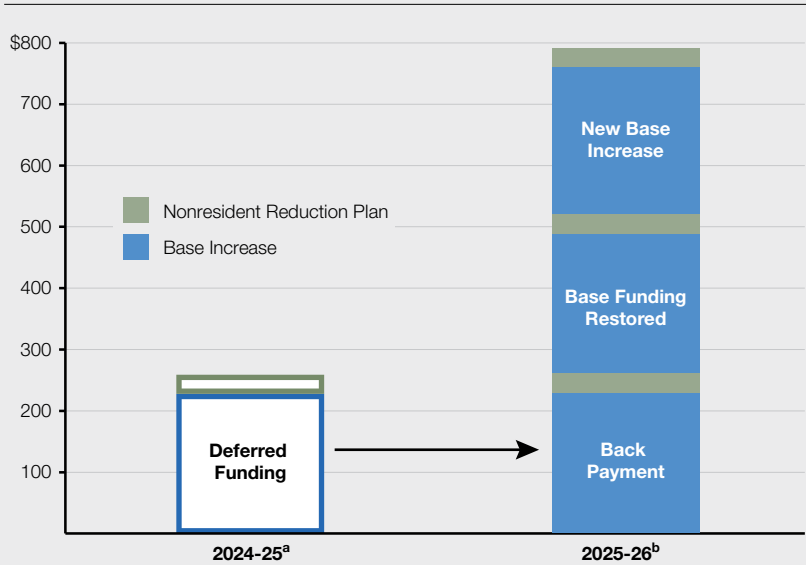 $800
700
600
500
400
300
200
100
Nonresident Reduction Plan
Base Increase
Deferred
Funding
New Base
Increase
Base Funding
Restored
Back
Payment
2024-25ᵃ
2025-26ᵇ